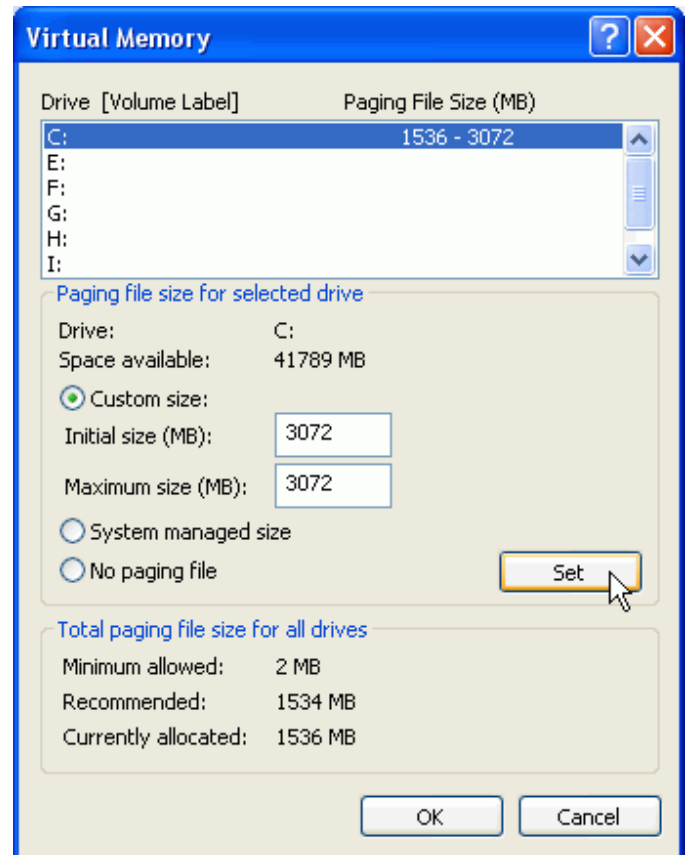 Virtual Memory
Drive [Volume Label] Paging File Size (MB)
C: 1536 - 3072
E:
F:
G:
H:
I:
Paging file size for selected drive
Drive: C:
Space available: 41789 MB
Custom size:
Initial size (MB): 3072
Maximum size (MB): 3072
System managed size
No paging file
Set
Total paging file size for all drives
Minimum allowed: 2 MB
Recommended: 1534 MB
Currently allocated: 1536 MB
OK Cancel